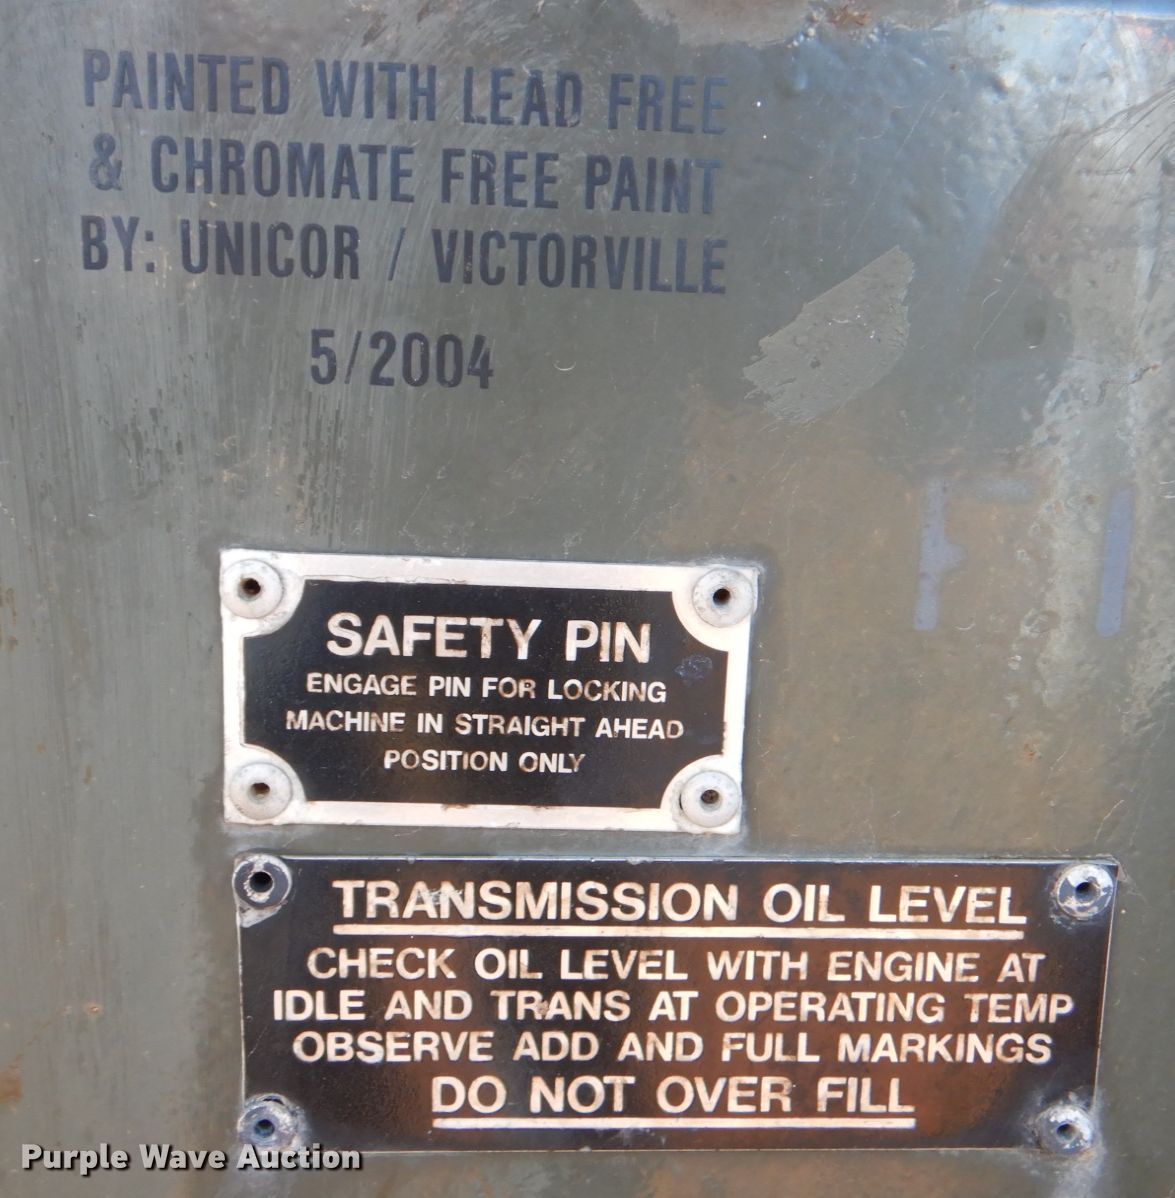 PAINTED WITH LEAD FREE
& CHROMATE FREE PAINT
BY: UNICOR / VICTORVILLE
5/2004
SAFETY PIN
ENGAGE PIN FOR LOCKING
MACHINE IN STRAIGHT AHEAD
POSITION ONLY
TRANSMISSION OIL LEVEL
CHECK OIL LEVEL WITH ENGINE AT
IDLE AND TRANS AT OPERATING TEMP
OBSERVE ADD AND FULL MARKINGS
DO NOT OVER FILL
Purple Wave Auction